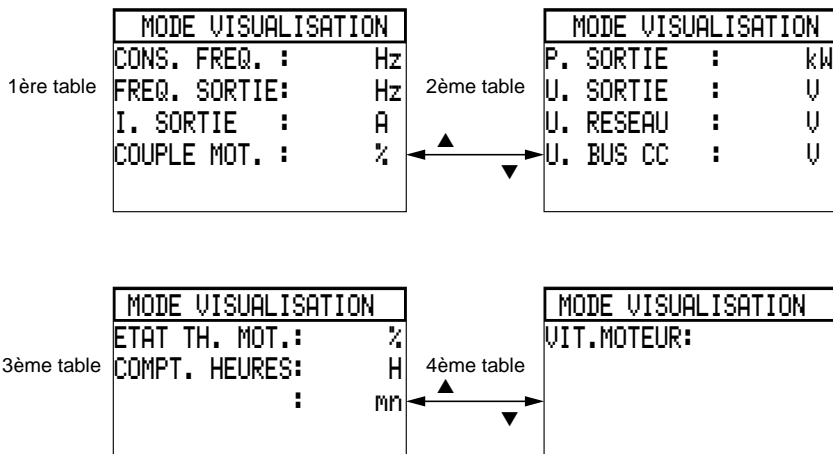 1ère table
MODE VISUALISATION
CONS. FREQ. : Hz
FREQ. SORTIE: Hz
I. SORTIE : A
COUPLE MOT. : %
2ème table
MODE VISUALISATION
P. SORTIE : kW
U. SORTIE : V
U. RESEAU : V
U. BUS CC : V
3ème table
MODE VISUALISATION
ETAT TH. MOT.: %
COMPT. HEURES: H
: mn
4ème table
MODE VISUALISATION
VIT.MOTEUR: